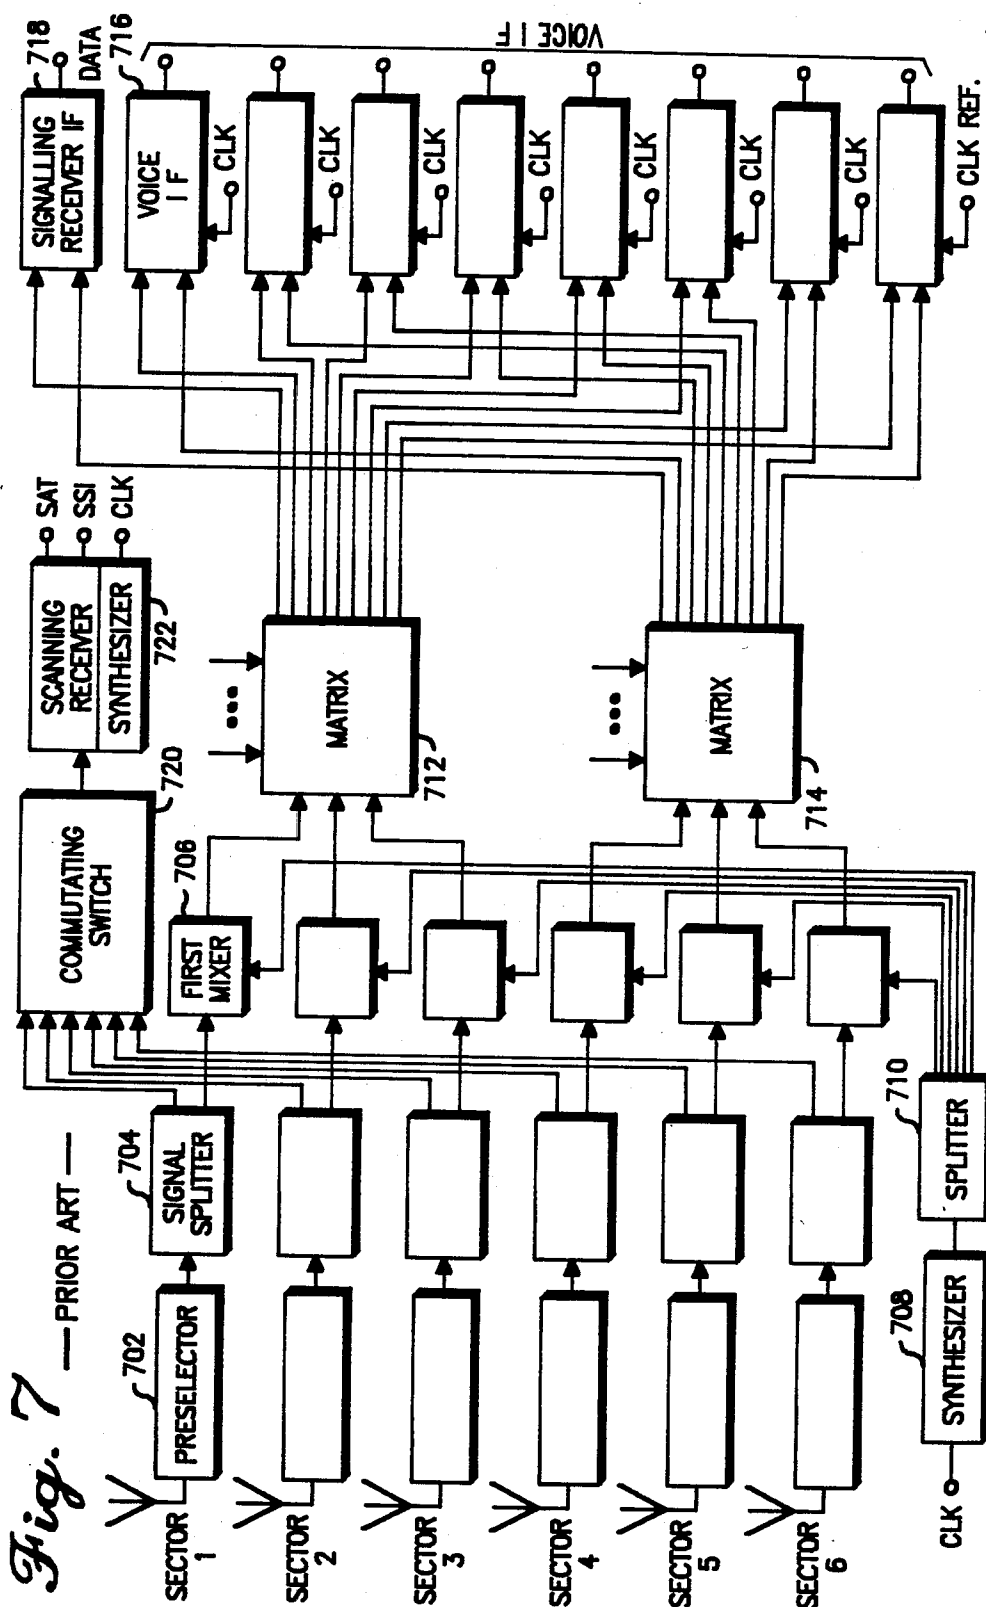 Fig. 7
—PRIOR ART—
SECTOR
1
SECTOR
2
SECTOR
3
SECTOR
4
SECTOR
5
SECTOR
6
702
PRESELECTOR
704
SIGNAL
SPLITTER
706
FIRST
MIXER
CLK
708
SYNTHESIZER
710
SPLITTER
720
COMMUTATING
SWITCH
SCANNING
RECEIVER
SYNTHESIZER
722
SAT
SSI
CLK
MATRIX
712
MATRIX
714
SIGNALLING
RECEIVER IF
718
DATA
VOICE
IF
716
CLK
CLK
CLK
CLK
CLK
CLK
CLK
CLK REF.
VOICE IF